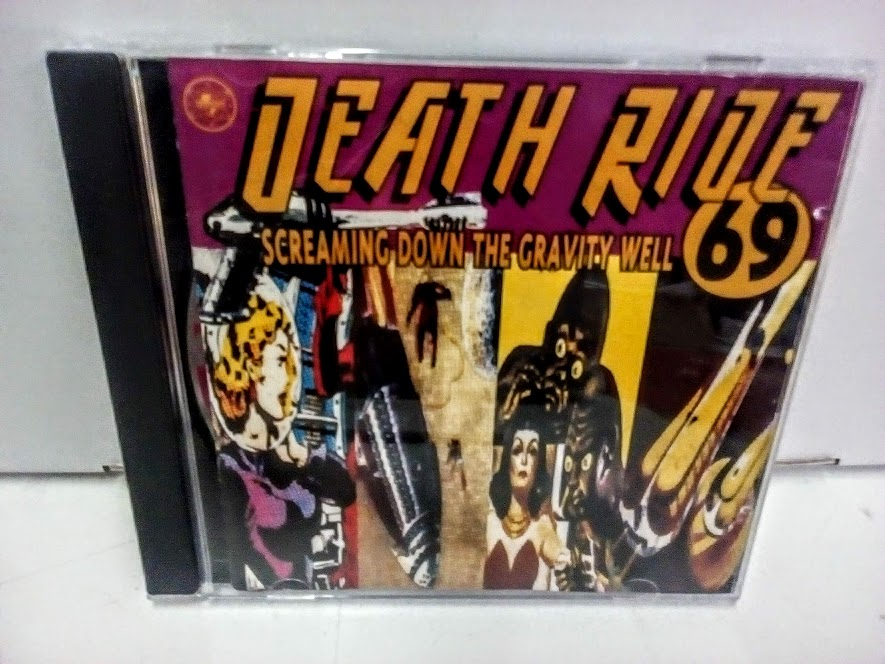 DEATH RIDE
69
SCREAMING DOWN THE GRAVITY WELL